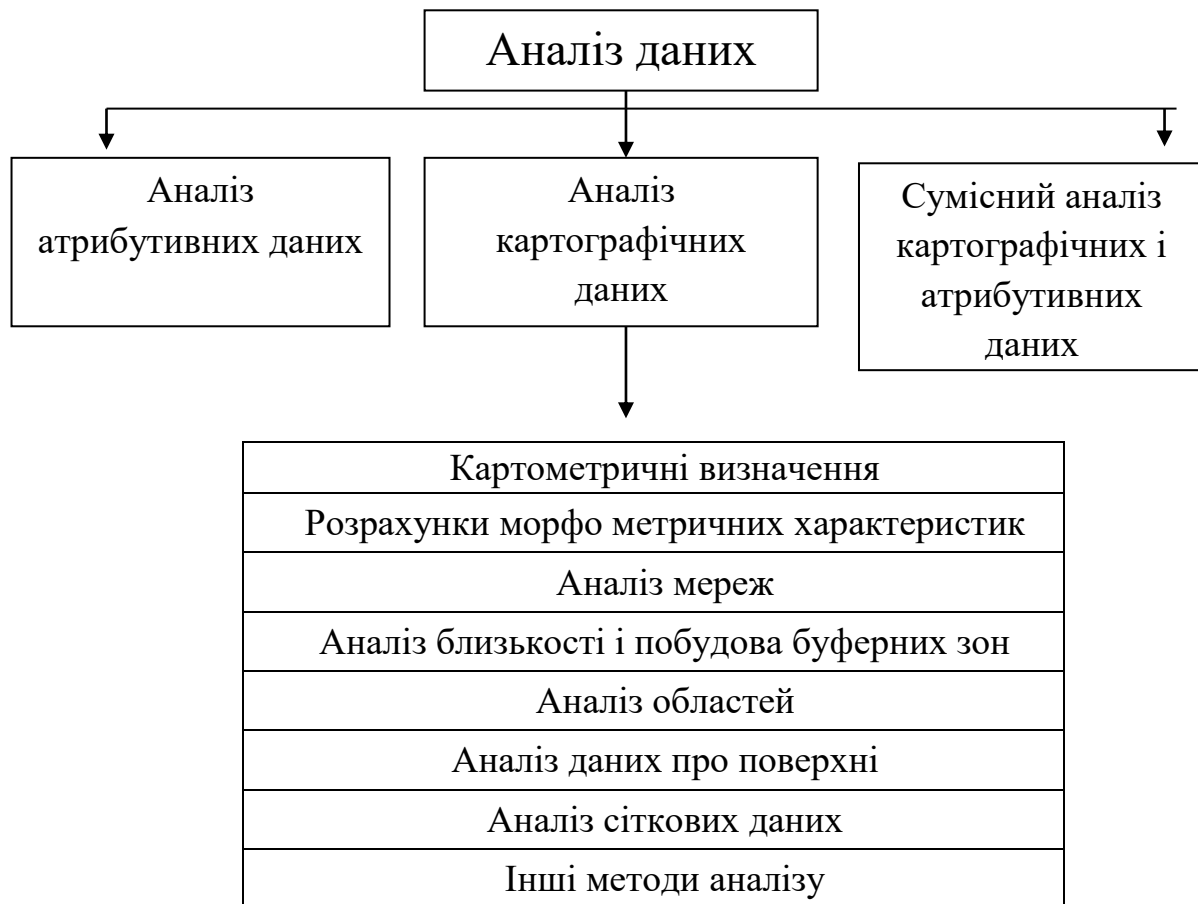 Аналіз даних
Аналіз
атрибутивних даних
Аналіз
картографічних
даних
Сумісний аналіз
картографічних і
атрибутивних
даних
Картометричні визначення
Розрахунки морфо метричних характеристик
Аналіз мереж
Аналіз близькості і побудова буферних зон
Аналіз областей
Аналіз даних про поверхні
Аналіз сіткових даних
Інші методи аналізу